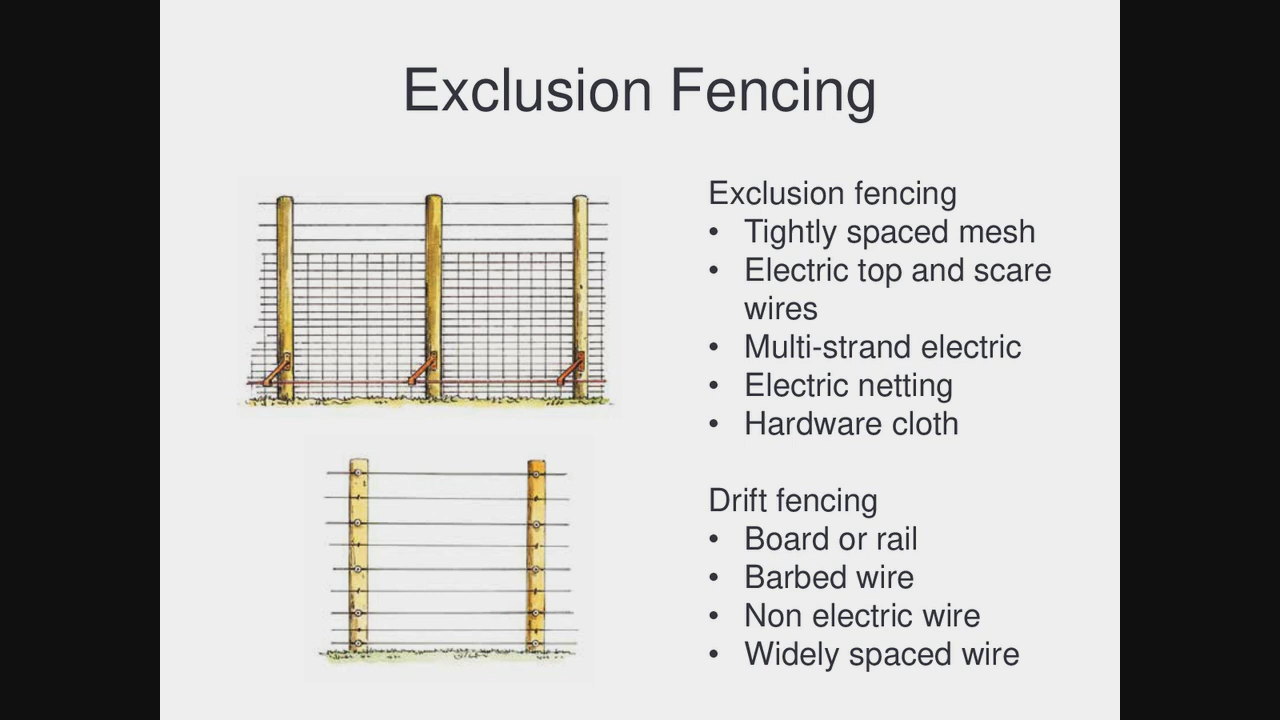 Exclusion Fencing
Exclusion fencing
• Tightly spaced mesh
• Electric top and scare
wires
• Multi-strand electric
• Electric netting
• Hardware cloth
Drift fencing
• Board or rail
• Barbed wire
• Non electric wire
• Widely spaced wire